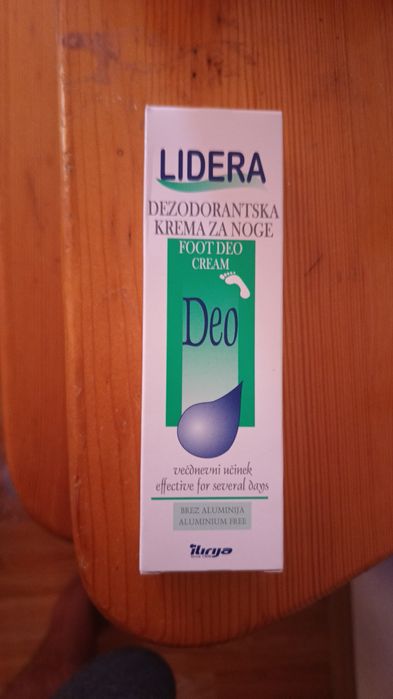 LIDERA
DEZODORANTSKA
KREMA ZA NOGE
FOOT DEO
CREAM
Deo
večdnevni učinek
effective for several days
BREZ ALUMINIJA
ALUMINIUM FREE
ilirija